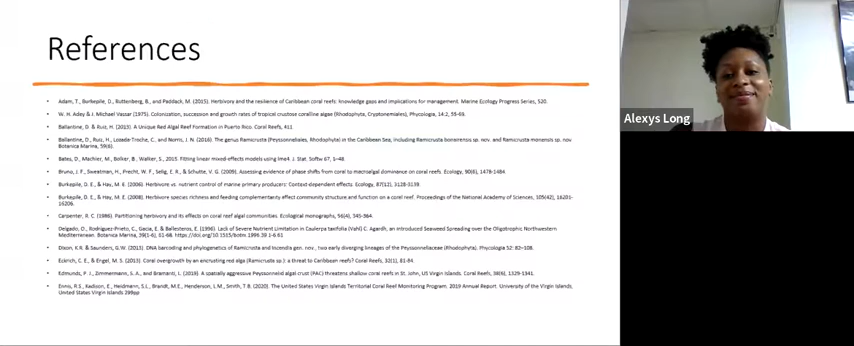 References
• Adam, T., Burkepile, D., Ruttenberg, B., and Paddack, M. (2015). Herbivory and the resilience of Caribbean coral reefs: knowledge gaps and implications for management. Marine Ecology Progress Series, 520.
• W. H. Adey & J. Michael Vassar (1975). Colonization, succession and growth rates of tropical crustose coralline algae (Rhodophyta, Cryptonemiales), Phycologia, 14:2, 55-69.
• Ballantine, D. & Ruiz, H. (2013). A Unique Red Algal Reef Formation in Puerto Rico. Coral Reefs, 411
• Ballantine, D., Ruiz, H., Lozada-Troche, C., and Norris, J. N. (2016). The genus Ramicrusta (Peyssonneliales, Rhodophyta) in the Caribbean Sea, including Ramicrusta bonairensis sp. nov. and Ramicrusta monensis sp. nov.
Botanica Marina, 59(6).
• Bates, D., Machler, M., Bolker, B., Walker, S., 2015. Fitting linear mixed-effects models using lme4. J. Stat. Softw 67, 1–48.
• Bruno, J. F., Sweatman, H., Precht, W. F., Selig, E. R., & Schutte, V. G. (2009). Assessing evidence of phase shifts from coral to macroalgal dominance on coral reefs. Ecology, 90(6), 1478-1484
• Burkepile, D. E., & Hay, M. E. (2006). Herbivore vs. nutrient control of marine primary producers: Context-dependent effects. Ecology, 87(12), 3128-3139.
• Burkepile, D. E., & Hay, M. E. (2008). Herbivore species richness and feeding complementarity affect community structure and function on a coral reef. Proceedings of the National Academy of Sciences, 105(42), 16201-
16206.
• Carpenter, R. C. (1986). Partitioning herbivory and its effects on coral reef algal communities. Ecological monographs, 56(4), 345-364.
• Delgado, O., Rodriguez-Prieto, C., Gacia, E. & Ballesteros, E. (1996). Lack of Severe Nutrient Limitation in Caulerpa taxifolia (Vahl) C. Agardh, an Introduced Seaweed Spreading over the Oligotrophic Northwestern
Mediterranean. Botanica Marina, 39(1-6), 61-68. https://doi.org/10.1515/botm.1996.39.1-6.61
• Dixon, K.R. & Saunders, G.W. (2013). DNA barcoding and phylogenetics of Ramicrusta and Incendia gen. nov., two early diverging lineages of the Peyssonneliaceae (Rhodophyta). Phycologia 52: 82–108.
• Eckrich, C. E., & Engel, M. S. (2013). Coral overgrowth by an encrusting red alga (Ramicrusta sp.): a threat to Caribbean reefs? Coral Reefs, 32(1), 81-84.
• Edmunds, P. J., Zimmermann, S. A., and Bramanti, L. (2019). A spatially aggressive Peyssonnelid algal crust (PAC) threatens shallow coral reefs in St. John, US Virgin Islands. Coral Reefs, 38(6), 1329-1341.
• Ennis, R.S., Kadison, E., Heidmann, S.L., Brandt, M.E., Henderson, L.M., Smith, T.B. (2020). The United States Virgin Islands Territorial Coral Reef Monitoring Program. 2019 Annual Report. University of the Virgin Islands,
United States Virgin Islands 299pp
Alexys Long